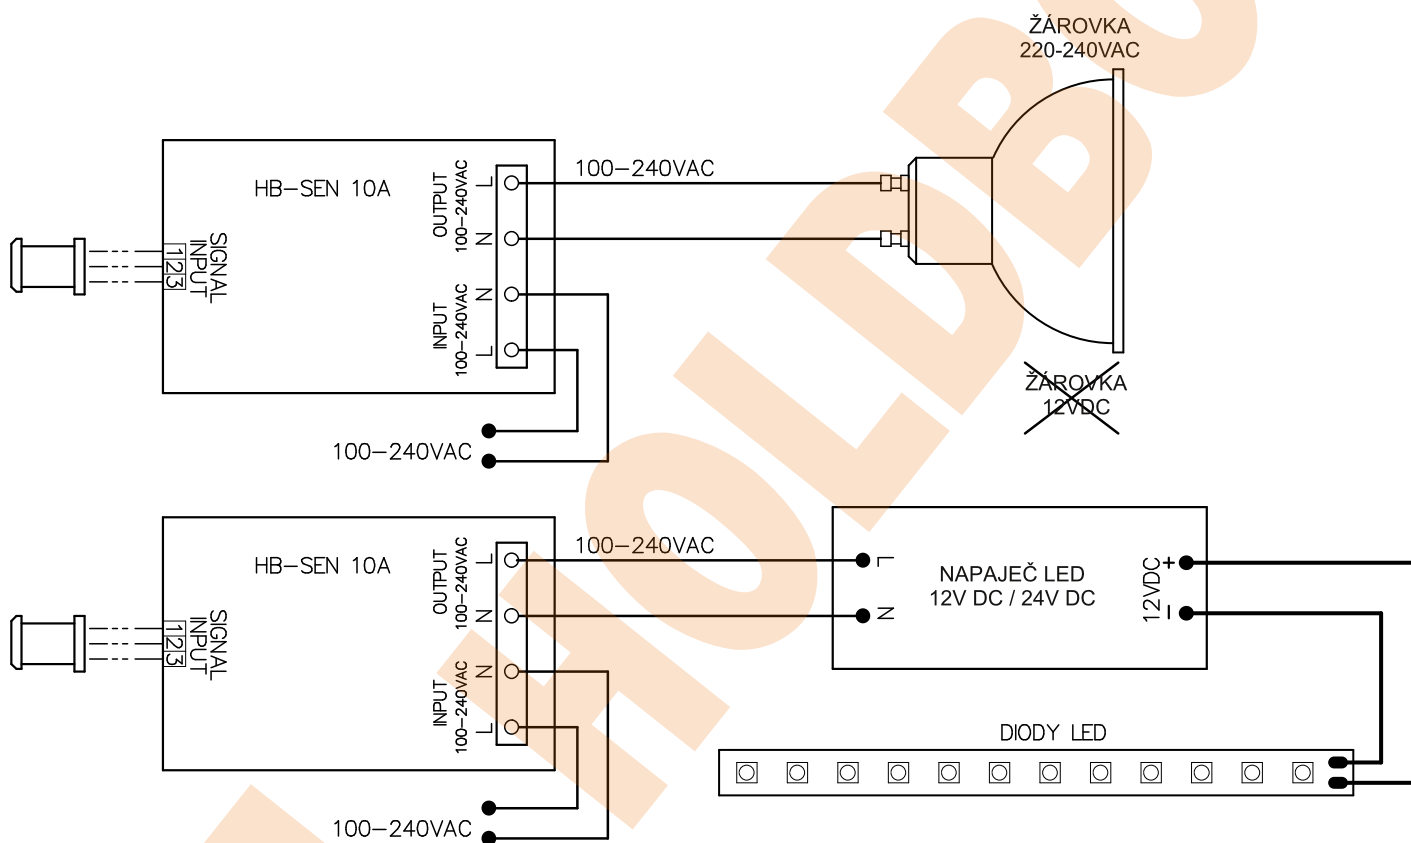 ŽÁROVKA
220-240VAC
HB-SEN 10A
OUTPUT
100-240VAC
L
N
100-240VAC
SIGNAL
INPUT
1 2 3
INPUT
100-240VAC
N
L
ŽÁROVKA
12VDC
100-240VAC
HB-SEN 10A
OUTPUT
100-240VAC
L
N
100-240VAC
L
N
NAPAJEČ LED
12V DC / 24V DC
12VDC
+
-
SIGNAL
INPUT
1 2 3
INPUT
100-240VAC
N
L
DIODY LED
100-240VAC
HOLDBO